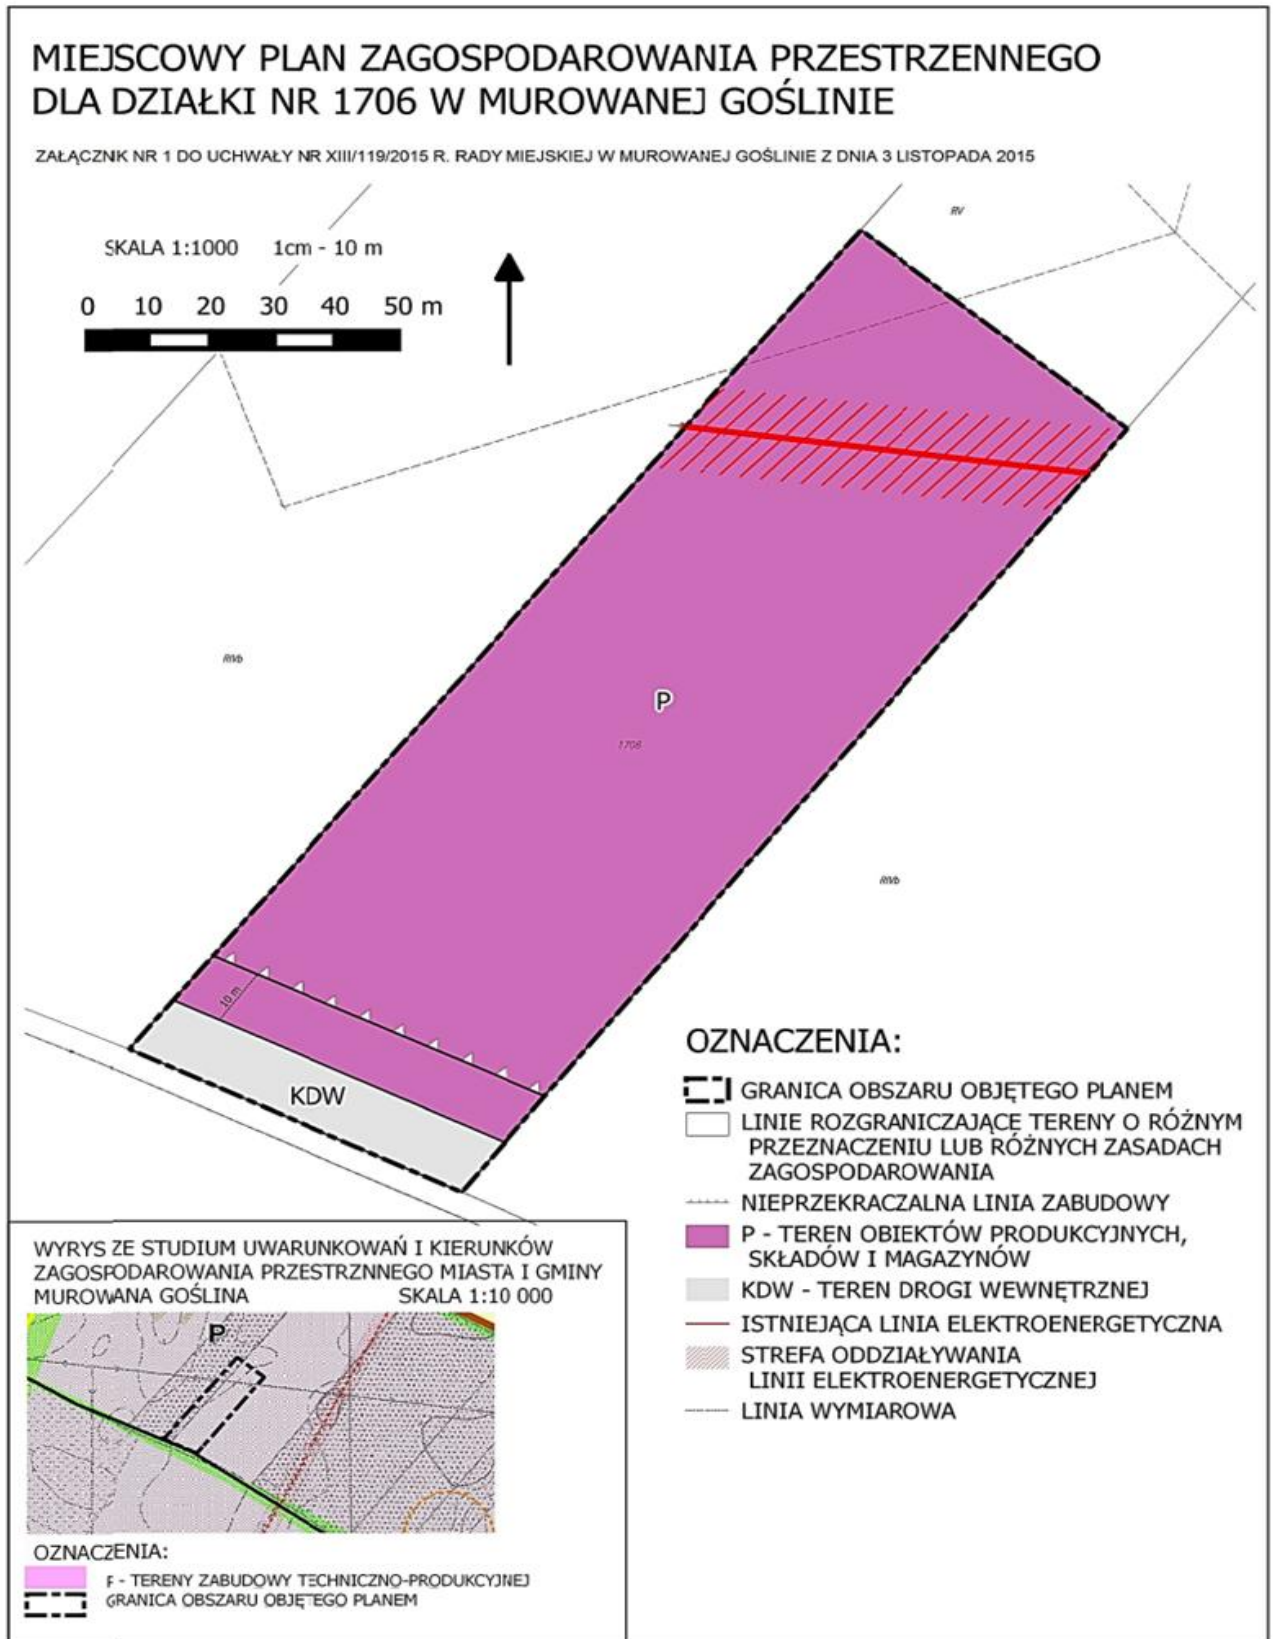 MIEJSCOWY PLAN ZAGOSPODAROWANIA PRZESTRZENNEGO
DLA DZIAŁKI NR 1706 W MUROWANEJ GOŚLINIE
ZAŁĄCZNIK NR 1 DO UCHWAŁY NR XIII/119/2015 R. RADY MIEJSKIEJ W MUROWANEJ GOŚLINIE Z DNIA 3 LISTOPADA 2015
RV
SKALA 1:1000 1cm - 10 m
0 10 20 30 40 50 m
RIVb
P
1706
RIVb
10 m
KDW
OZNACZENIA:
GRANICA OBSZARU OBJĘTEGO PLANEM
LINIE ROZGRANICZAJĄCE TERENY O RÓŻNYM
PRZEZNACZENIU LUB RÓŻNYCH ZASADACH
ZAGOSPODAROWANIA
NIEPRZEKRACZALNA LINIA ZABUDOWY
P - TEREN OBIEKTÓW PRODUKCYJNYCH,
SKŁADÓW I MAGAZYNÓW
KDW - TEREN DROGI WEWNĘTRZNEJ
ISTNIEJĄCA LINIA ELEKTROENERGETYCZNA
STREFA ODDZIAŁYWANIA
LINII ELEKTROENERGETYCZNEJ
LINIA WYMIAROWA
WYRYS ZE STUDIUM UWARUNKOWAŃ I KIERUNKÓW
ZAGOSPODAROWANIA PRZESTRZNNEGO MIASTA I GMINY
MUROWANA GOŚLINA SKALA 1:10 000
P
OZNACZENIA:
P - TERENY ZABUDOWY TECHNICZNO-PRODUKCYJNEJ
GRANICA OBSZARU OBJĘTEGO PLANEM